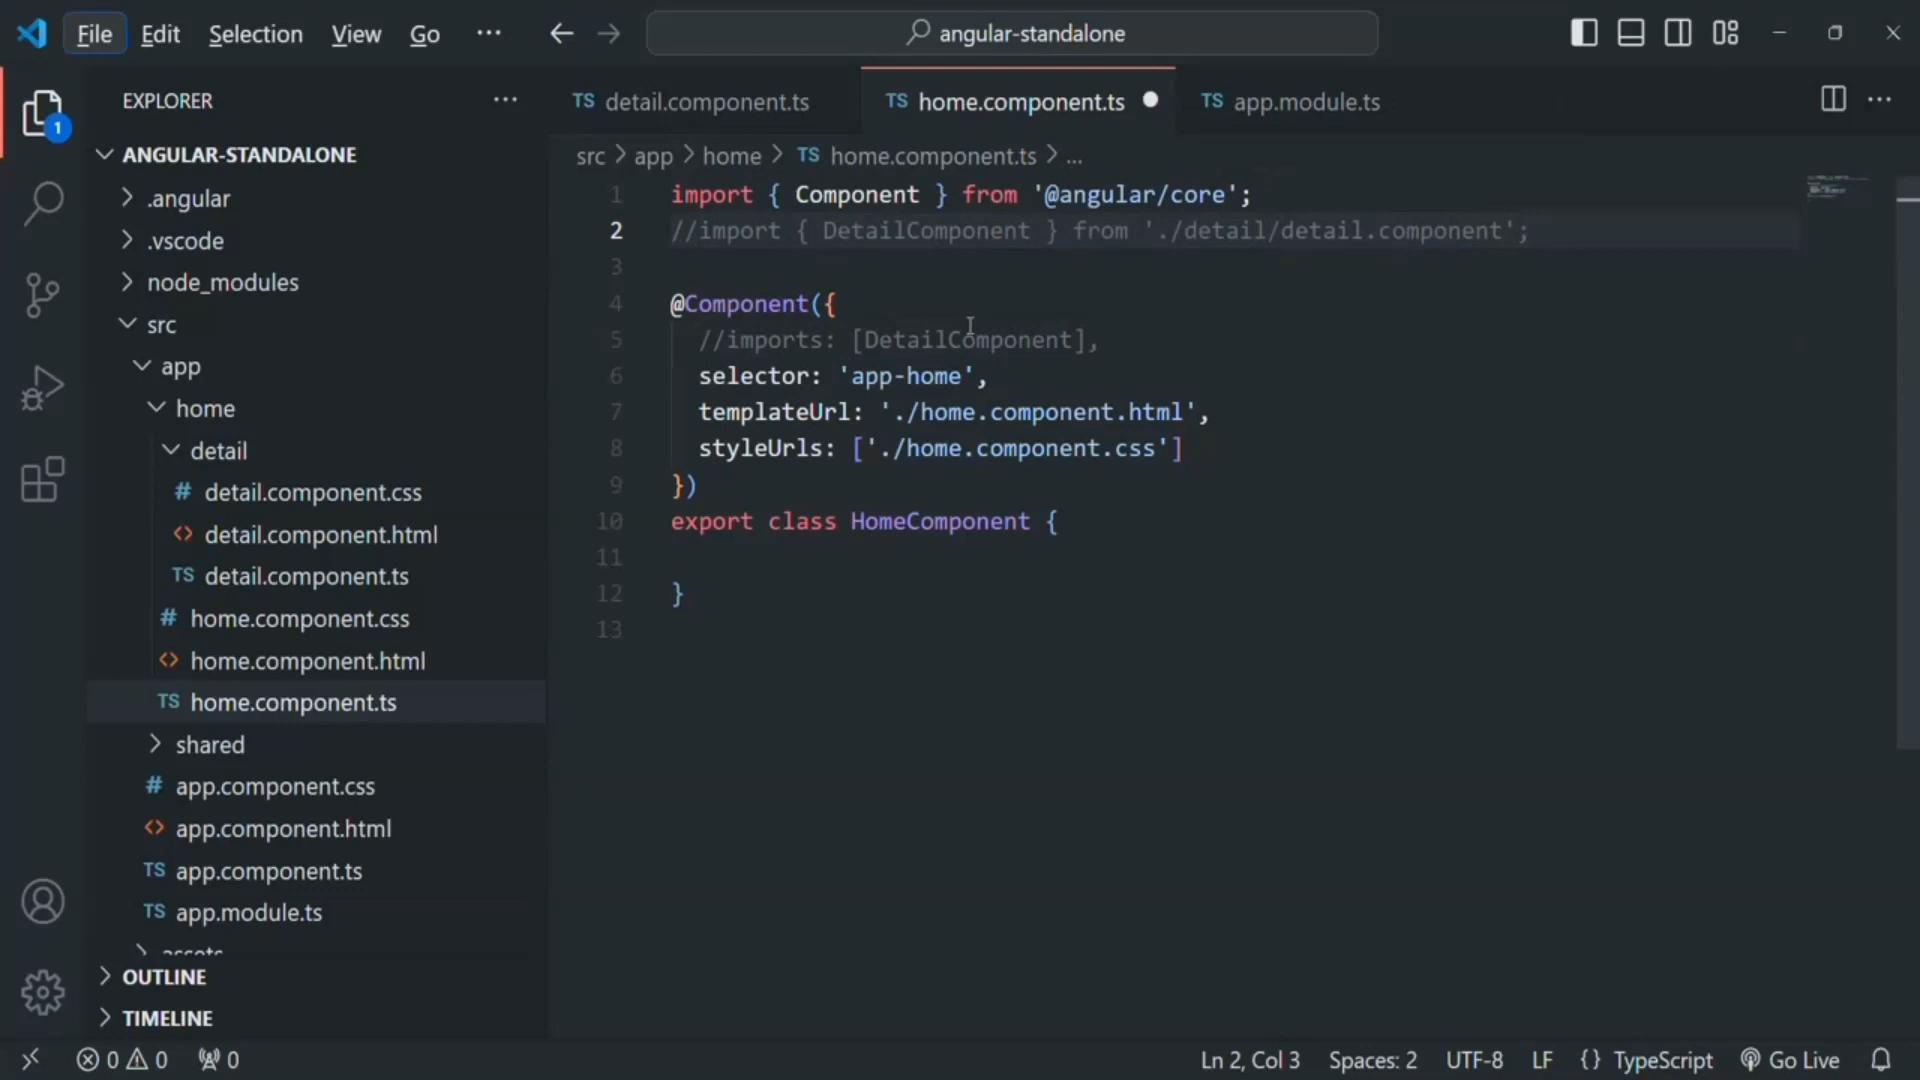 File Edit Selection View Go ··· angular-standalone
EXPLORER ···
ANGULAR-STANDALONE
.angular
.vscode
node_modules
src
app
home
detail
# detail.component.css
<> detail.component.html
TS detail.component.ts
# home.component.css
<> home.component.html
TS home.component.ts
shared
# app.component.css
<> app.component.html
TS app.component.ts
TS app.module.ts
assets
OUTLINE
TIMELINE
1
TS detail.component.ts TS home.component.ts TS app.module.ts ···
src > app > home > TS home.component.ts > ...
1 import { Component } from '@angular/core';
2 //import { DetailComponent } from './detail/detail.component';
3
4 @Component({
5   //imports: [DetailComponent],
6   selector: 'app-home',
7   templateUrl: './home.component.html',
8   styleUrls: ['./home.component.css']
9 })
10 export class HomeComponent {
11
12 }
13
0 0 0 Ln 2, Col 3 Spaces: 2 UTF-8 LF {} TypeScript Go Live